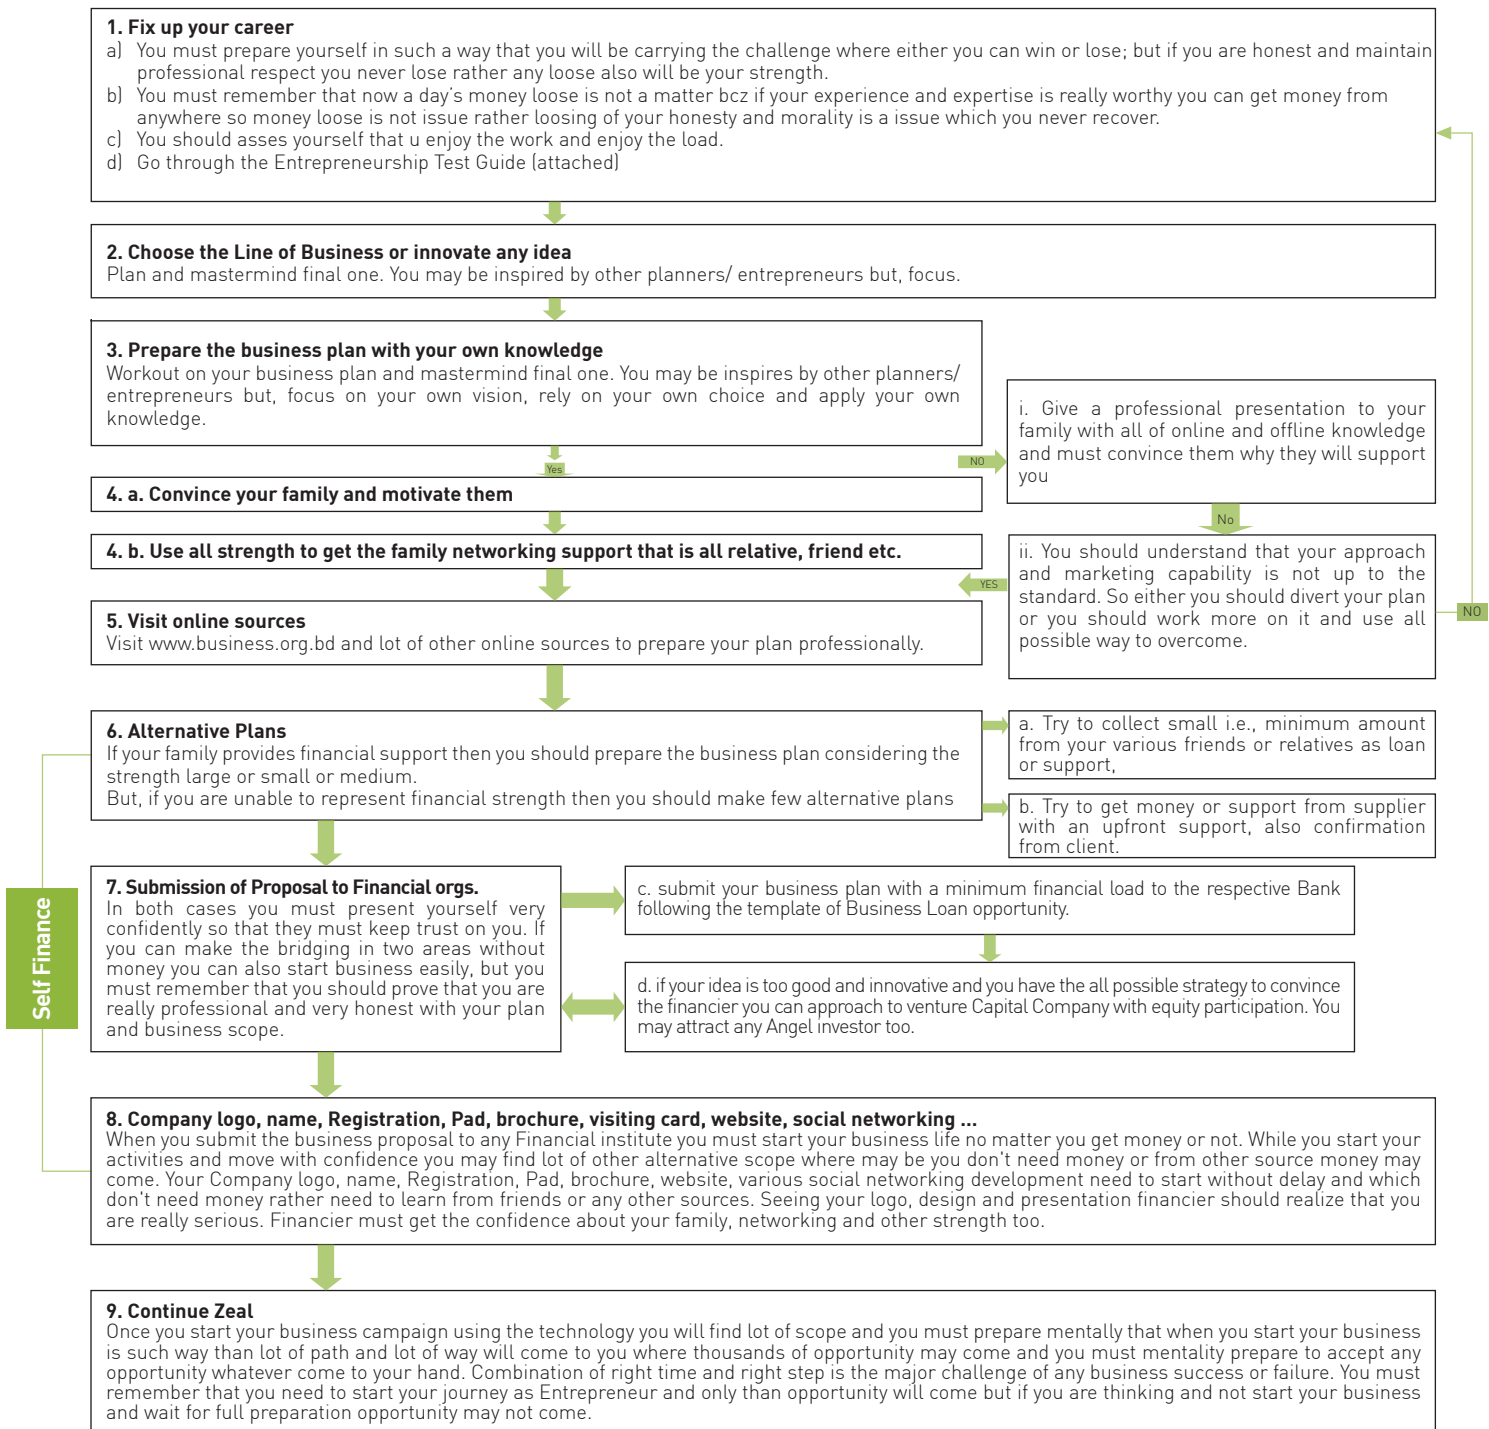 1. Fix up your career
a) You must prepare yourself in such a way that you will be carrying the challenge where either you can win or lose; but if you are honest and maintain
professional respect you never lose rather any loose also will be your strength.
b) You must remember that now a day's money loose is not a matter bcz if your experience and expertise is really worthy you can get money from
anywhere so money loose is not issue rather loosing of your honesty and morality is a issue which you never recover.
c) You should asses yourself that u enjoy the work and enjoy the load.
d) Go through the Entrepreneurship Test Guide (attached)
2. Choose the Line of Business or innovate any idea
Plan and mastermind final one. You may be inspired by other planners/ entrepreneurs but, focus.
3. Prepare the business plan with your own knowledge
Workout on your business plan and mastermind final one. You may be inspires by other planners/
entrepreneurs but, focus on your own vision, rely on your own choice and apply your own
knowledge.
Yes
NO
i. Give a professional presentation to your
family with all of online and offline knowledge
and must convince them why they will support
you
4. a. Convince your family and motivate them
No
4. b. Use all strength to get the family networking support that is all relative, friend etc.
YES
ii. You should understand that your approach
and marketing capability is not up to the
standard. So either you should divert your plan
or you should work more on it and use all
possible way to overcome.
NO
5. Visit online sources
Visit www.business.org.bd and lot of other online sources to prepare your plan professionally.
6. Alternative Plans
If your family provides financial support then you should prepare the business plan considering the
strength large or small or medium.
But, if you are unable to represent financial strength then you should make few alternative plans
a. Try to collect small i.e., minimum amount
from your various friends or relatives as loan
or support,
b. Try to get money or support from supplier
with an upfront support, also confirmation
from client.
Self Finance
7. Submission of Proposal to Financial orgs.
In both cases you must present yourself very
confidently so that they must keep trust on you. If
you can make the bridging in two areas without
money you can also start business easily, but you
must remember that you should prove that you are
really professional and very honest with your plan
and business scope.
c. submit your business plan with a minimum financial load to the respective Bank
following the template of Business Loan opportunity.
d. if your idea is too good and innovative and you have the all possible strategy to convince
the financier you can approach to venture Capital Company with equity participation. You
may attract any Angel investor too.
8. Company logo, name, Registration, Pad, brochure, visiting card, website, social networking ...
When you submit the business proposal to any Financial institute you must start your business life no matter you get money or not. While you start your
activities and move with confidence you may find lot of other alternative scope where may be you don't need money or from other source money may
come. Your Company logo, name, Registration, Pad, brochure, website, various social networking development need to start without delay and which
don't need money rather need to learn from friends or any other sources. Seeing your logo, design and presentation financier should realize that you
are really serious. Financier must get the confidence about your family, networking and other strength too.
9. Continue Zeal
Once you start your business campaign using the technology you will find lot of scope and you must prepare mentally that when you start your business
is such way than lot of path and lot of way will come to you where thousands of opportunity may come and you must mentality prepare to accept any
opportunity whatever come to your hand. Combination of right time and right step is the major challenge of any business success or failure. You must
remember that you need to start your journey as Entrepreneur and only than opportunity will come but if you are thinking and not start your business
and wait for full preparation opportunity may not come.